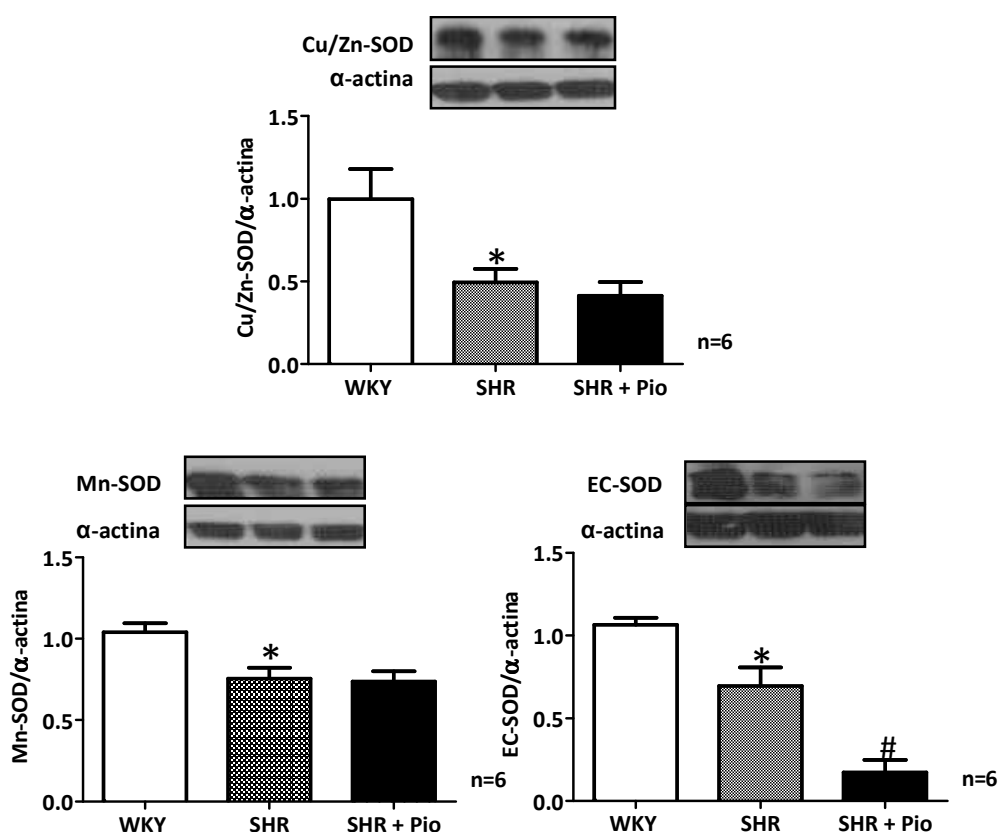 Cu/Zn-SOD
α-actina
Cu/Zn-SOD/α-actina
1.5
1.0
0.5
0.0
*
n=6
WKY SHR SHR + Pio
Mn-SOD
α-actina
Mn-SOD/α-actina
1.5
1.0
0.5
0.0
*
n=6
WKY SHR SHR + Pio
EC-SOD
α-actina
EC-SOD/α-actina
1.5
1.0
0.5
0.0
*
#
n=6
WKY SHR SHR + Pio